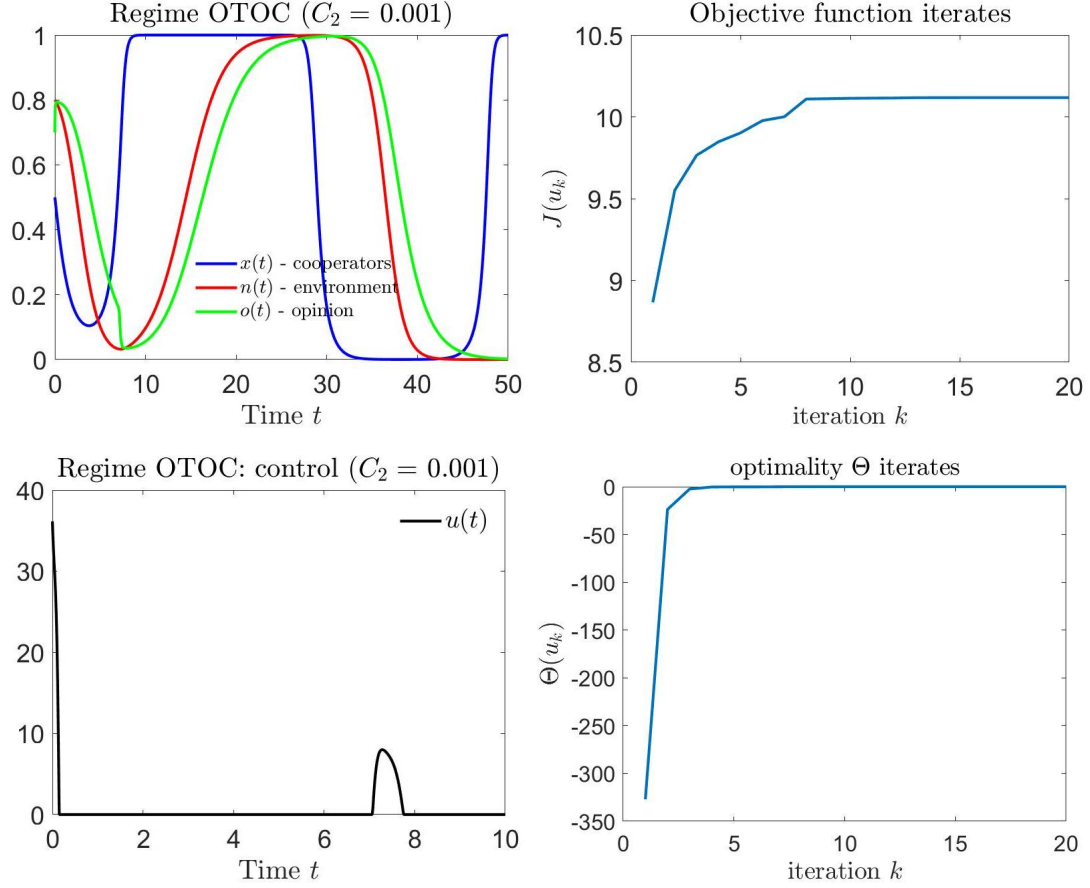 Regime OTOC (C₂ = 0.001)
1
0.8
0.6
0.4
0.2
0
x(t) - cooperators
n(t) - environment
o(t) - opinion
0 10 20 30 40 50
Time t
Objective function iterates
10.5
10
9.5
9
8.5
J(uₖ)
0 5 10 15 20
iteration k
Regime OTOC: control (C₂ = 0.001)
40
30
20
10
0
u(t)
0 2 4 6 8 10
Time t
optimality Θ iterates
0
-50
-100
-150
-200
-250
-300
-350
Θ(uₖ)
0 5 10 15 20
iteration k